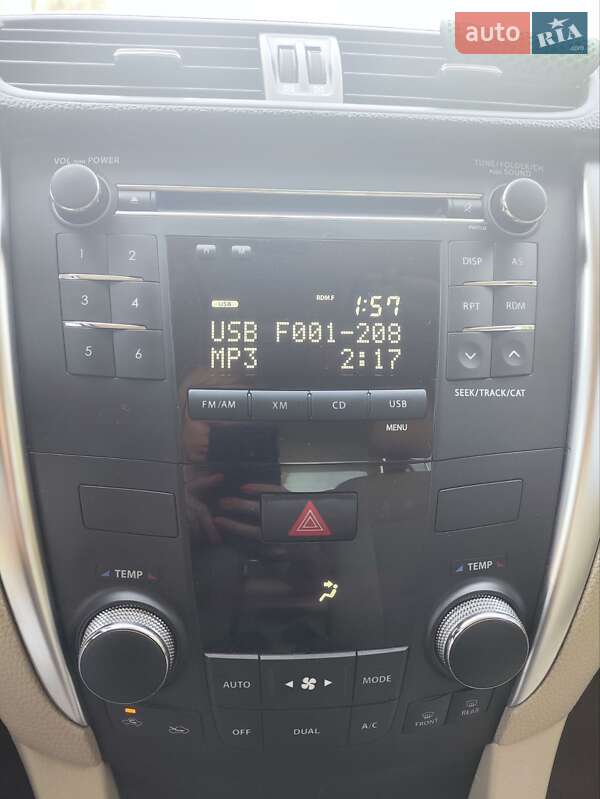 auto RIA.com
VOL PUSH POWER
TUNE/FOLDER/CH
PUSH SOUND
1 2
3 4
5 6
DISP AS
RPT RDM
USB RDM.F 1:57
USB F001-208
MP3 2:17
SEEK/TRACK/CAT
FM/AM XM CD USB
MENU
TEMP TEMP
AUTO MODE
OFF DUAL A/C FRONT REAR